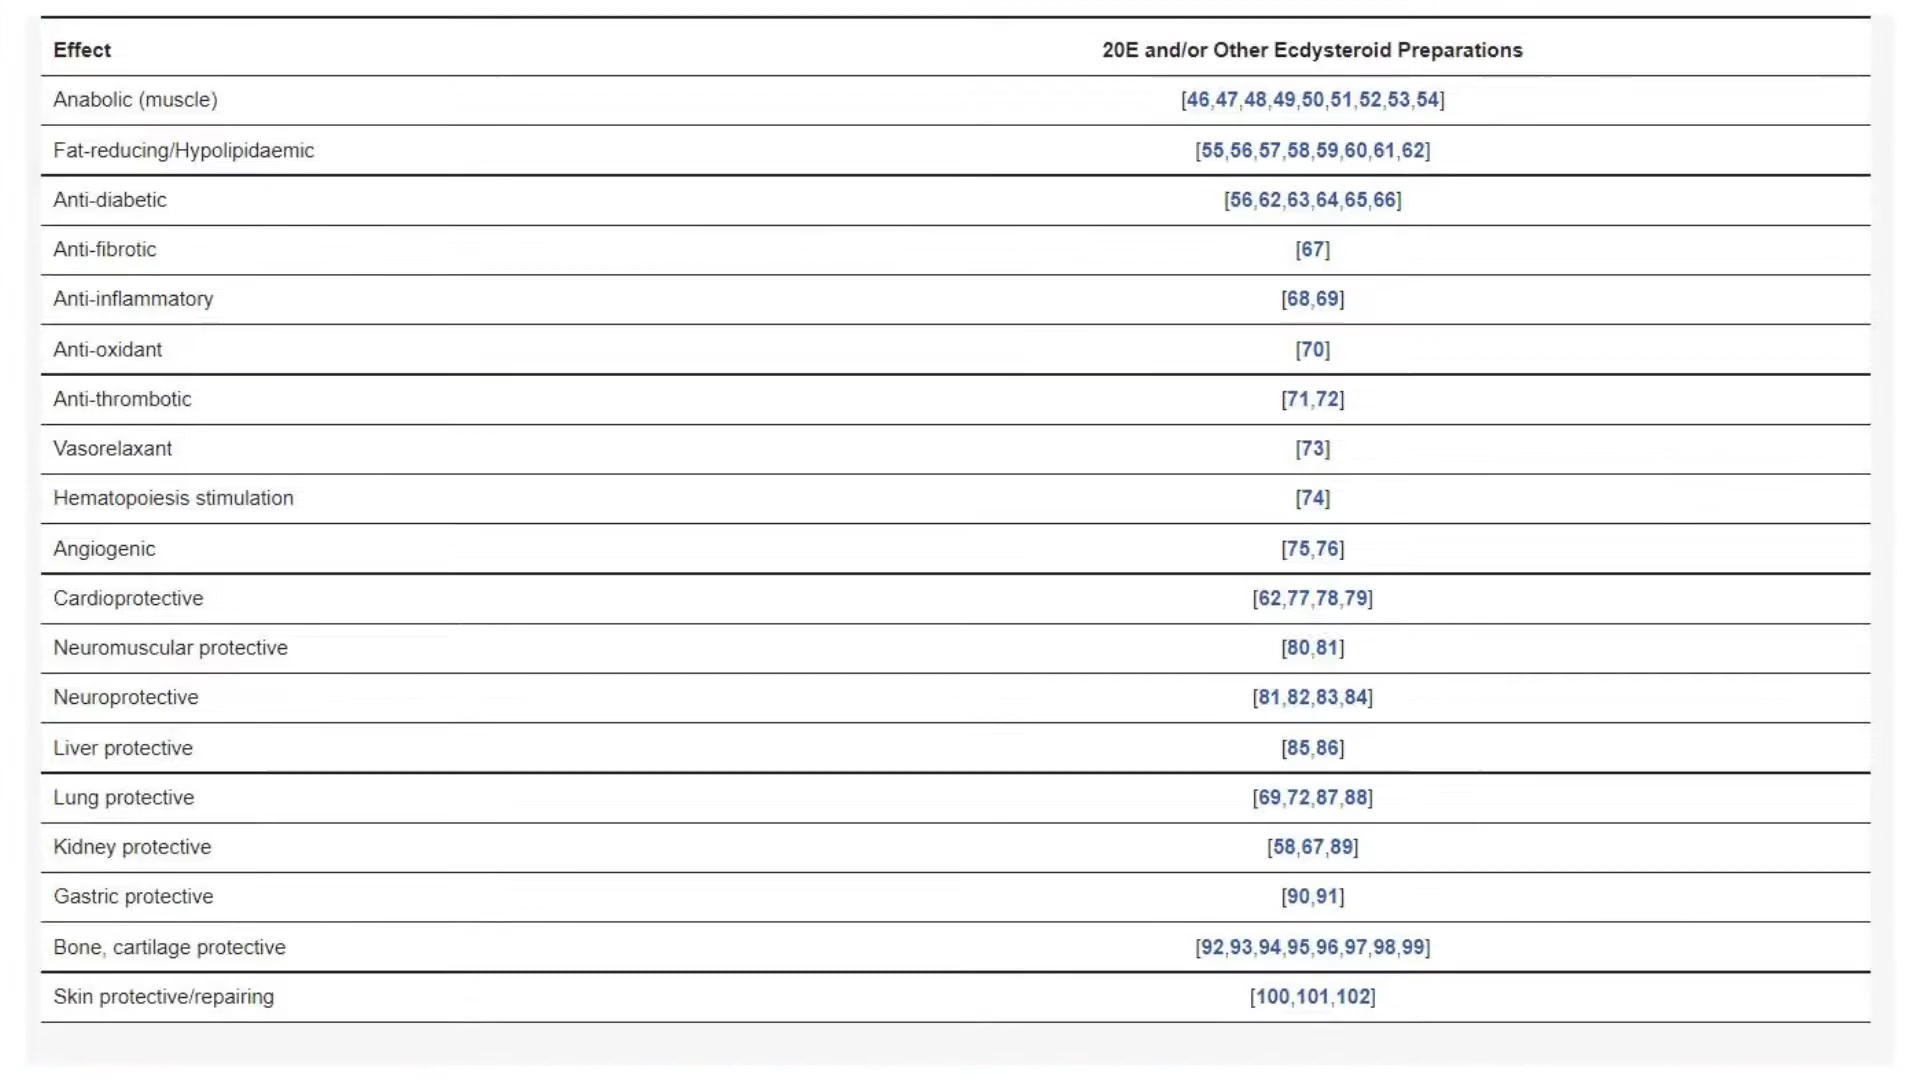 Effect 20E and/or Other Ecdysteroid Preparations
Anabolic (muscle) [46,47,48,49,50,51,52,53,54]
Fat-reducing/Hypolipidaemic [55,56,57,58,59,60,61,62]
Anti-diabetic [56,62,63,64,65,66]
Anti-fibrotic [67]
Anti-inflammatory [68,69]
Anti-oxidant [70]
Anti-thrombotic [71,72]
Vasorelaxant [73]
Hematopoiesis stimulation [74]
Angiogenic [75,76]
Cardioprotective [62,77,78,79]
Neuromuscular protective [80,81]
Neuroprotective [81,82,83,84]
Liver protective [85,86]
Lung protective [69,72,87,88]
Kidney protective [58,67,89]
Gastric protective [90,91]
Bone, cartilage protective [92,93,94,95,96,97,98,99]
Skin protective/repairing [100,101,102]